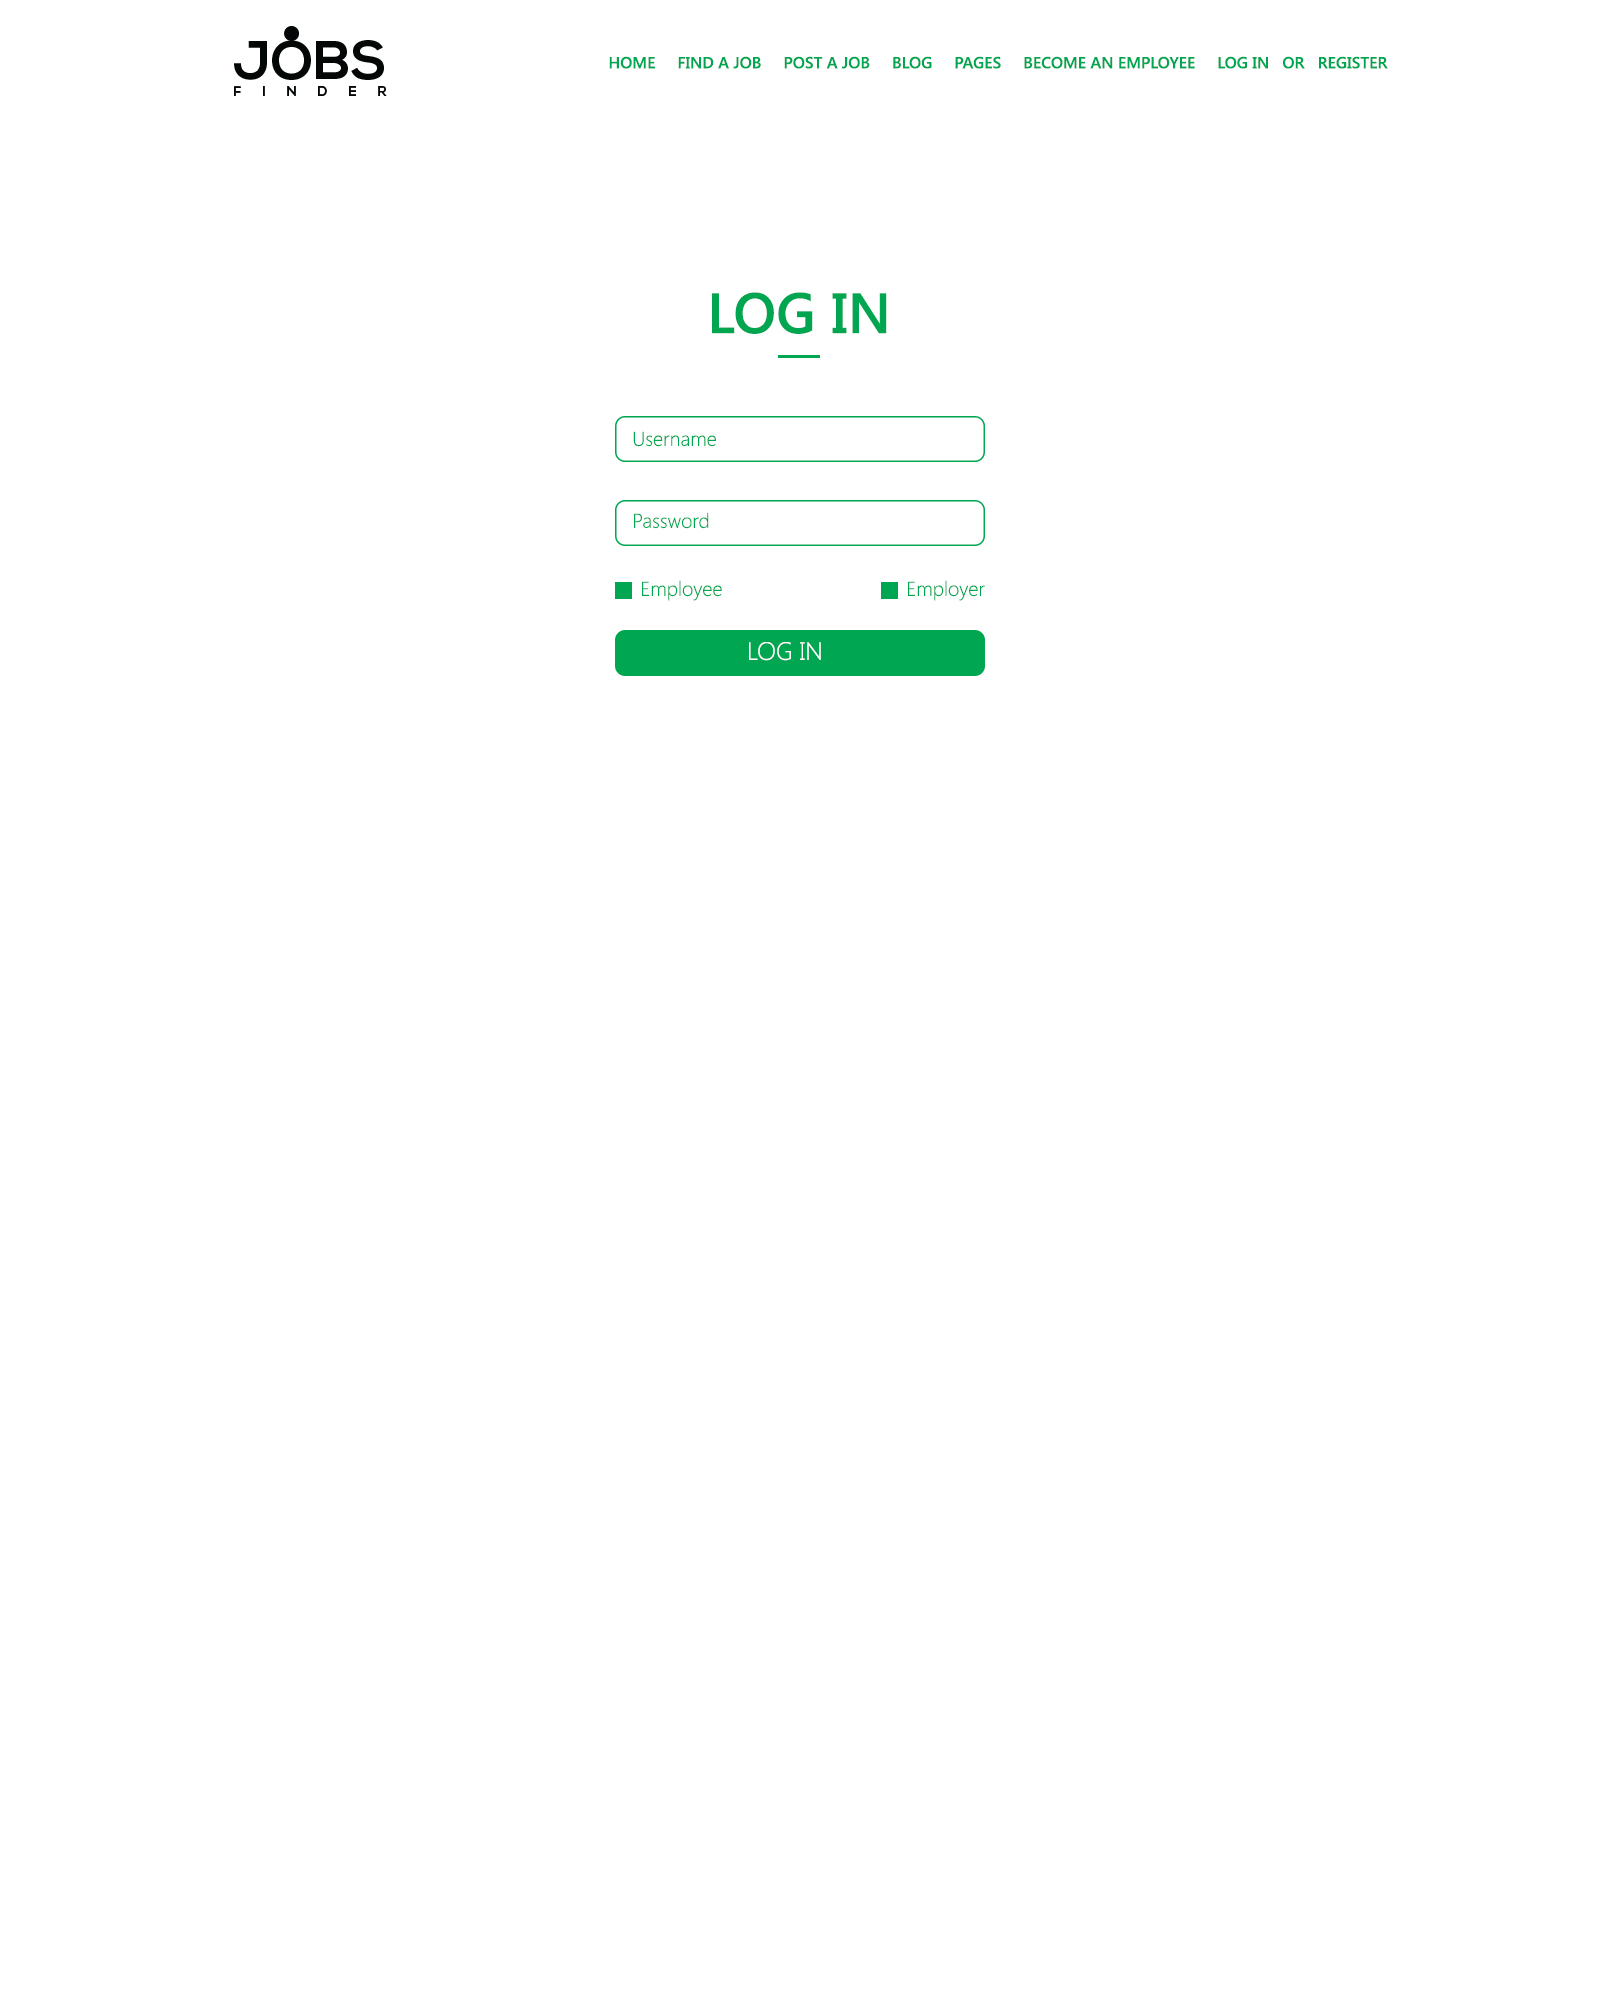 JOBS
FINDER
HOME FIND A JOB POST A JOB BLOG PAGES BECOME AN EMPLOYEE LOG IN OR REGISTER
LOG IN
Username
Password
Employee Employer
LOG IN